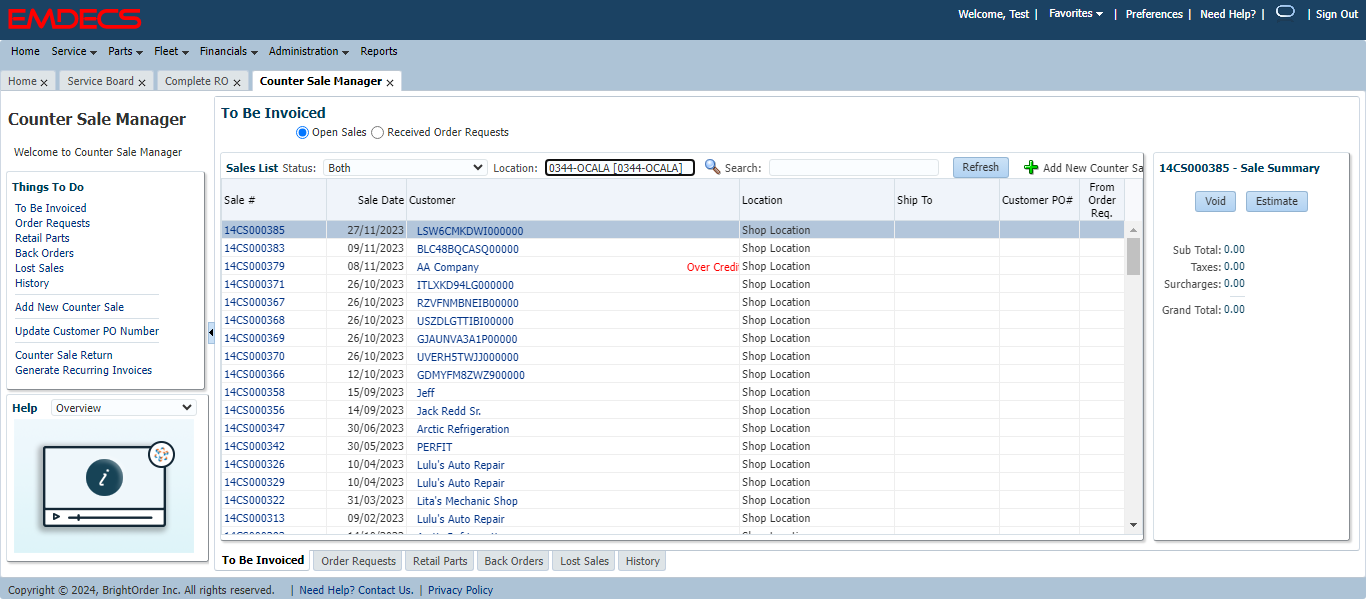 EMDECS
Welcome, Test | Favorites | Preferences | Need Help? | | Sign Out
Home Service Parts Fleet Financials Administration Reports
Home x Service Board x Complete RO x Counter Sale Manager x
Counter Sale Manager
Welcome to Counter Sale Manager
Things To Do
To Be Invoiced
Order Requests
Retail Parts
Back Orders
Lost Sales
History
Add New Counter Sale
Update Customer PO Number
Counter Sale Return
Generate Recurring Invoices
Help Overview
i
To Be Invoiced
Open Sales Received Order Requests
Sales List Status: Both Location: 0344-OCALA [0344-OCALA] Search: Refresh Add New Counter Sa
Sale # Sale Date Customer Location Ship To Customer PO# From Order Req.
14CS000385 27/11/2023 LSW6CMKDWI000000 Shop Location
14CS000383 09/11/2023 BLC48BQCASQ00000 Shop Location
14CS000379 08/11/2023 AA Company Over Credi Shop Location
14CS000371 26/10/2023 ITLXKD94LG000000 Shop Location
14CS000367 26/10/2023 RZVFNMBNEIB00000 Shop Location
14CS000368 26/10/2023 USZDLGTTIBI00000 Shop Location
14CS000369 26/10/2023 GJAUNVA3A1P00000 Shop Location
14CS000370 26/10/2023 UVERH5TWJJ000000 Shop Location
14CS000366 12/10/2023 GDMYFM8ZWZ900000 Shop Location
14CS000358 15/09/2023 Jeff Shop Location
14CS000356 14/09/2023 Jack Redd Sr. Shop Location
14CS000347 30/06/2023 Arctic Refrigeration Shop Location
14CS000342 30/05/2023 PERFIT Shop Location
14CS000326 10/04/2023 Lulu's Auto Repair Shop Location
14CS000329 10/04/2023 Lulu's Auto Repair Shop Location
14CS000322 31/03/2023 Lita's Mechanic Shop Shop Location
14CS000313 09/02/2023 Lulu's Auto Repair Shop Location
14CS000385 - Sale Summary
Void Estimate
Sub Total: 0.00
Taxes: 0.00
Surcharges: 0.00
Grand Total: 0.00
To Be Invoiced Order Requests Retail Parts Back Orders Lost Sales History
Copyright © 2024, BrightOrder Inc. All rights reserved. | Need Help? Contact Us. | Privacy Policy